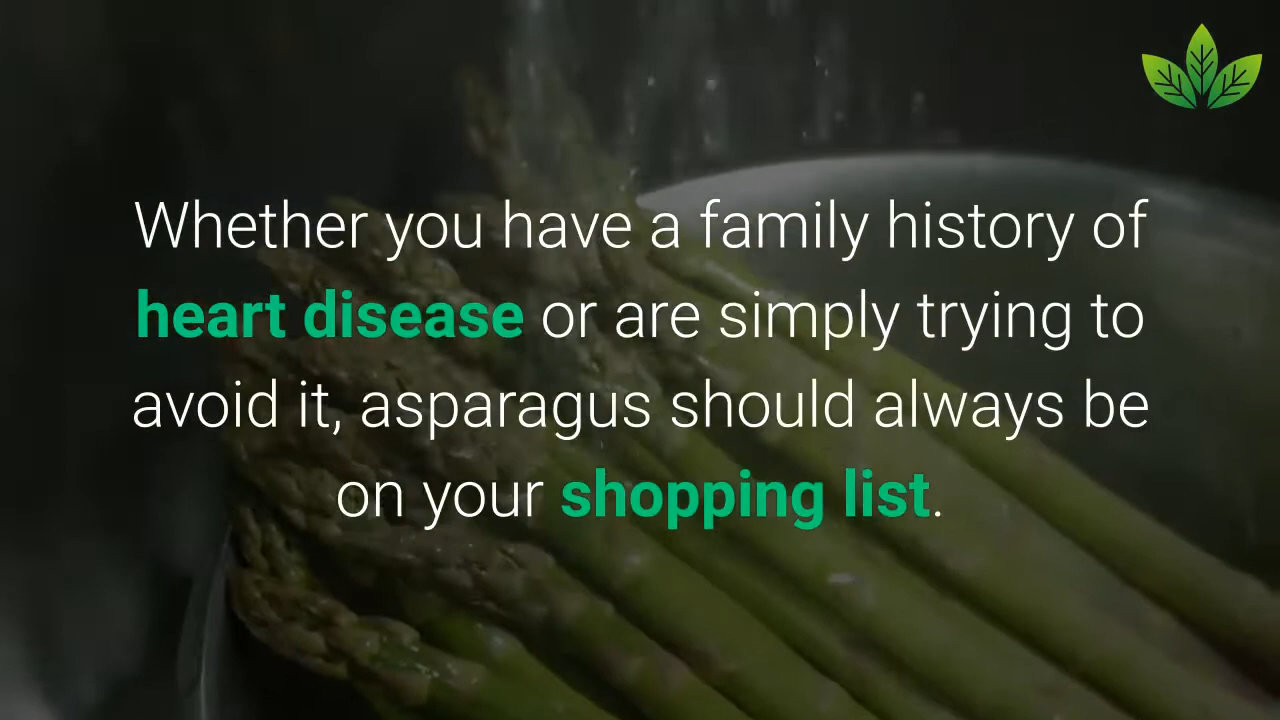 Whether you have a family history of
heart disease or are simply trying to
avoid it, asparagus should always be
on your shopping list.